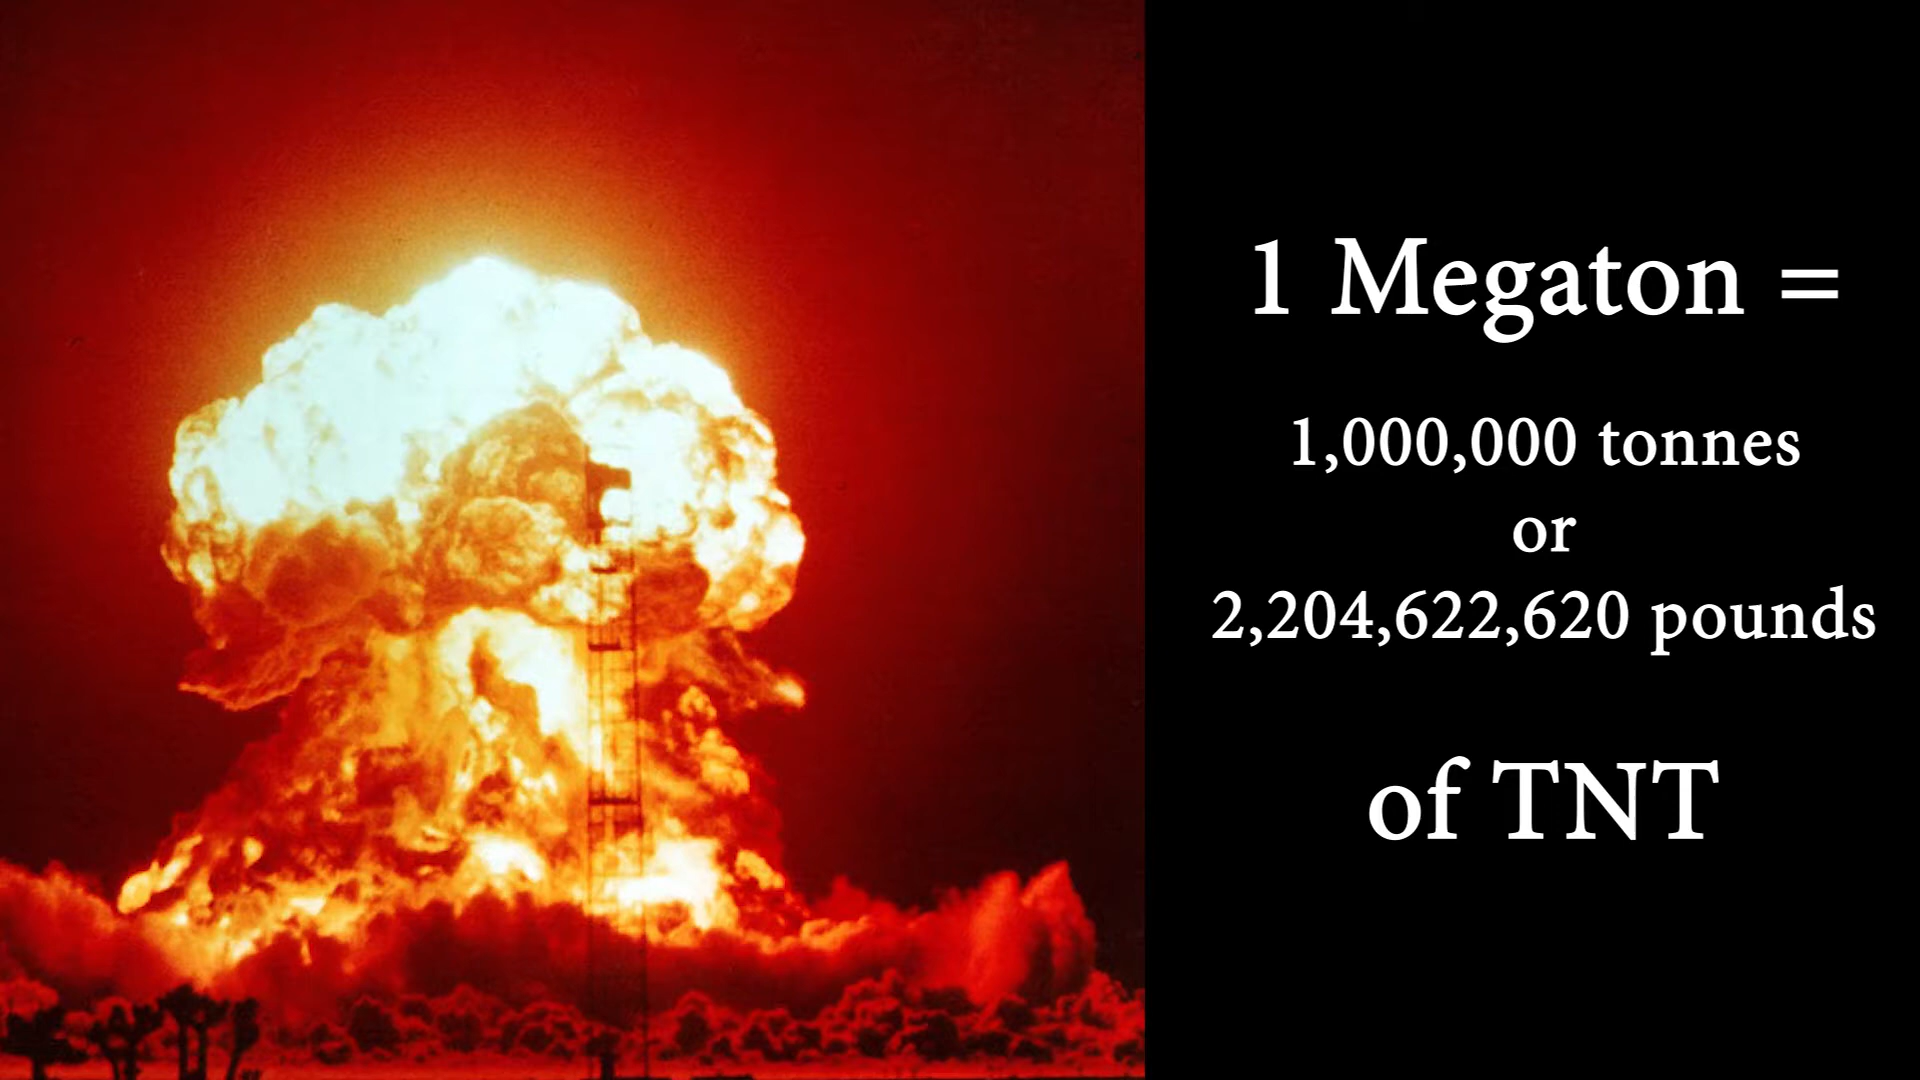 1 Megaton =
1,000,000 tonnes
or
2,204,622,620 pounds
of TNT